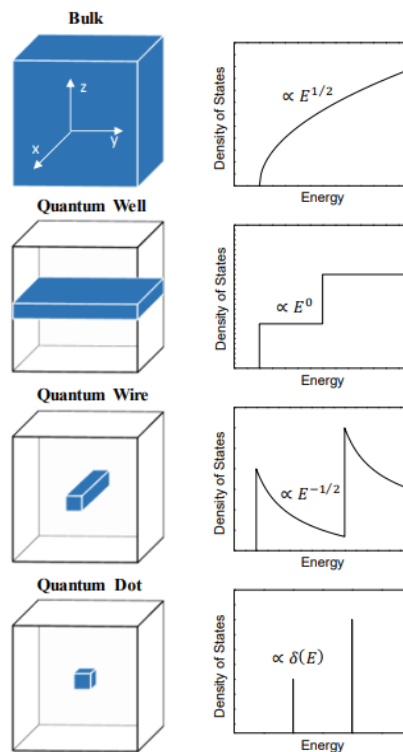 Bulk
z
y
x
Density of States
∝ E^{1/2}
Energy
Quantum Well
Density of States
∝ E^0
Energy
Quantum Wire
Density of States
∝ E^{-1/2}
Energy
Quantum Dot
Density of States
∝ δ(E)
Energy